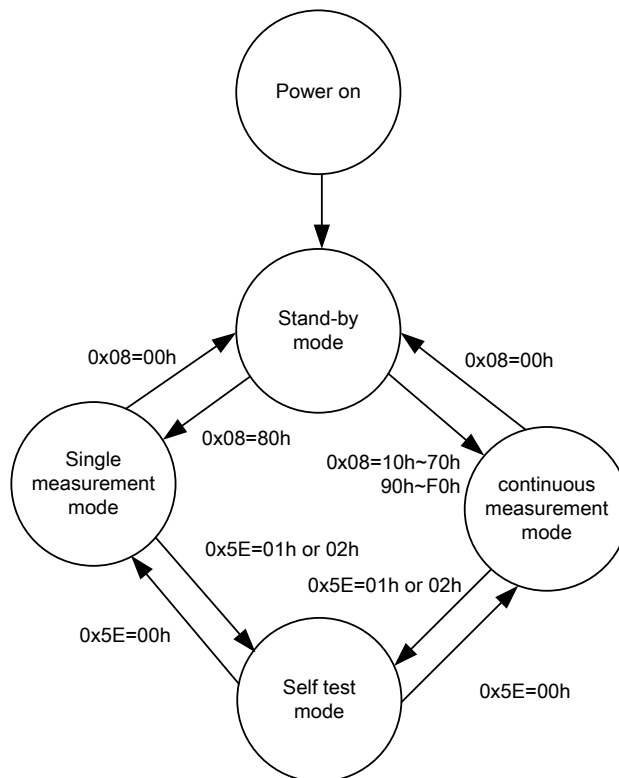 Power on
Stand-by
mode
0x08=00h
0x08=00h
0x08=80h
0x08=10h~70h
90h~F0h
Single
measurement
mode
continuous
measurement
mode
0x5E=01h or 02h
0x5E=01h or 02h
0x5E=00h
0x5E=00h
Self test
mode